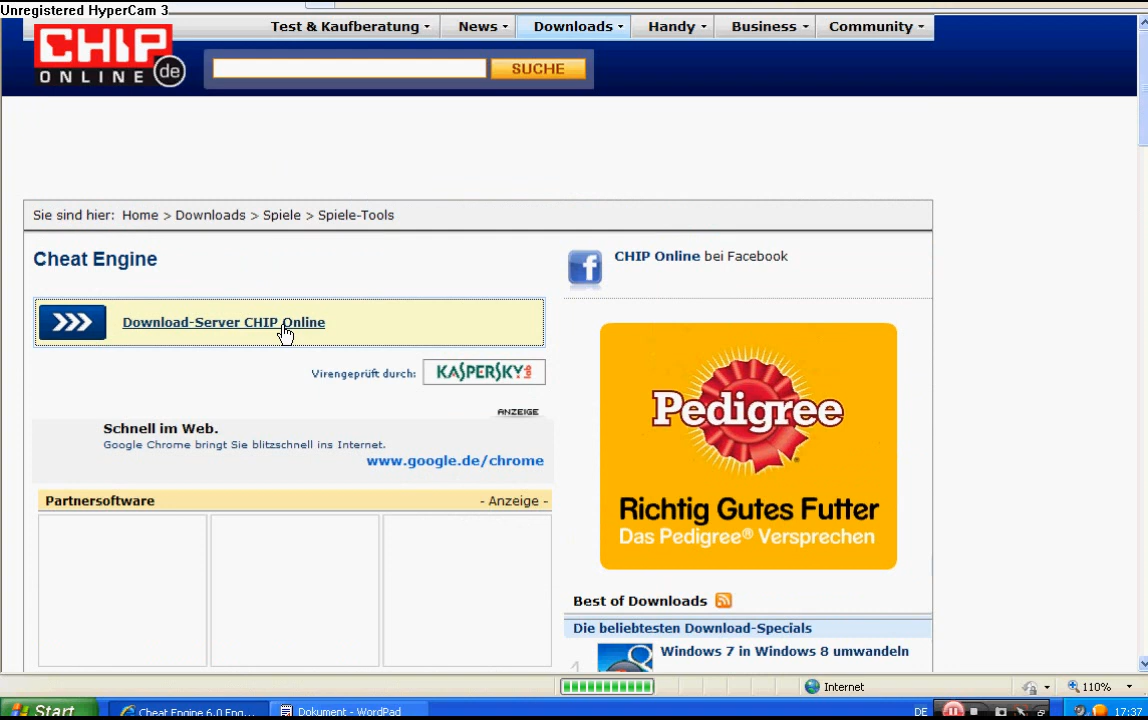 Unregistered HyperCam 3
Test & Kaufberatung News Downloads Handy Business Community
CHIP
ONLINE de
SUCHE
Sie sind hier: Home > Downloads > Spiele > Spiele-Tools
Cheat Engine
CHIP Online bei Facebook
Download-Server CHIP Online
Virengeprüft durch: KASPERSKY lab
ANZEIGE
Schnell im Web.
Google Chrome bringt Sie blitzschnell ins Internet.
www.google.de/chrome
Partnersoftware - Anzeige -
Pedigree
Richtig Gutes Futter
Das Pedigree® Versprechen
Best of Downloads
Die beliebtesten Download-Specials
Windows 7 in Windows 8 umwandeln
Internet 110%
Start Cheat Engine 6.0 Eng... Dokument - WordPad DE 17:37